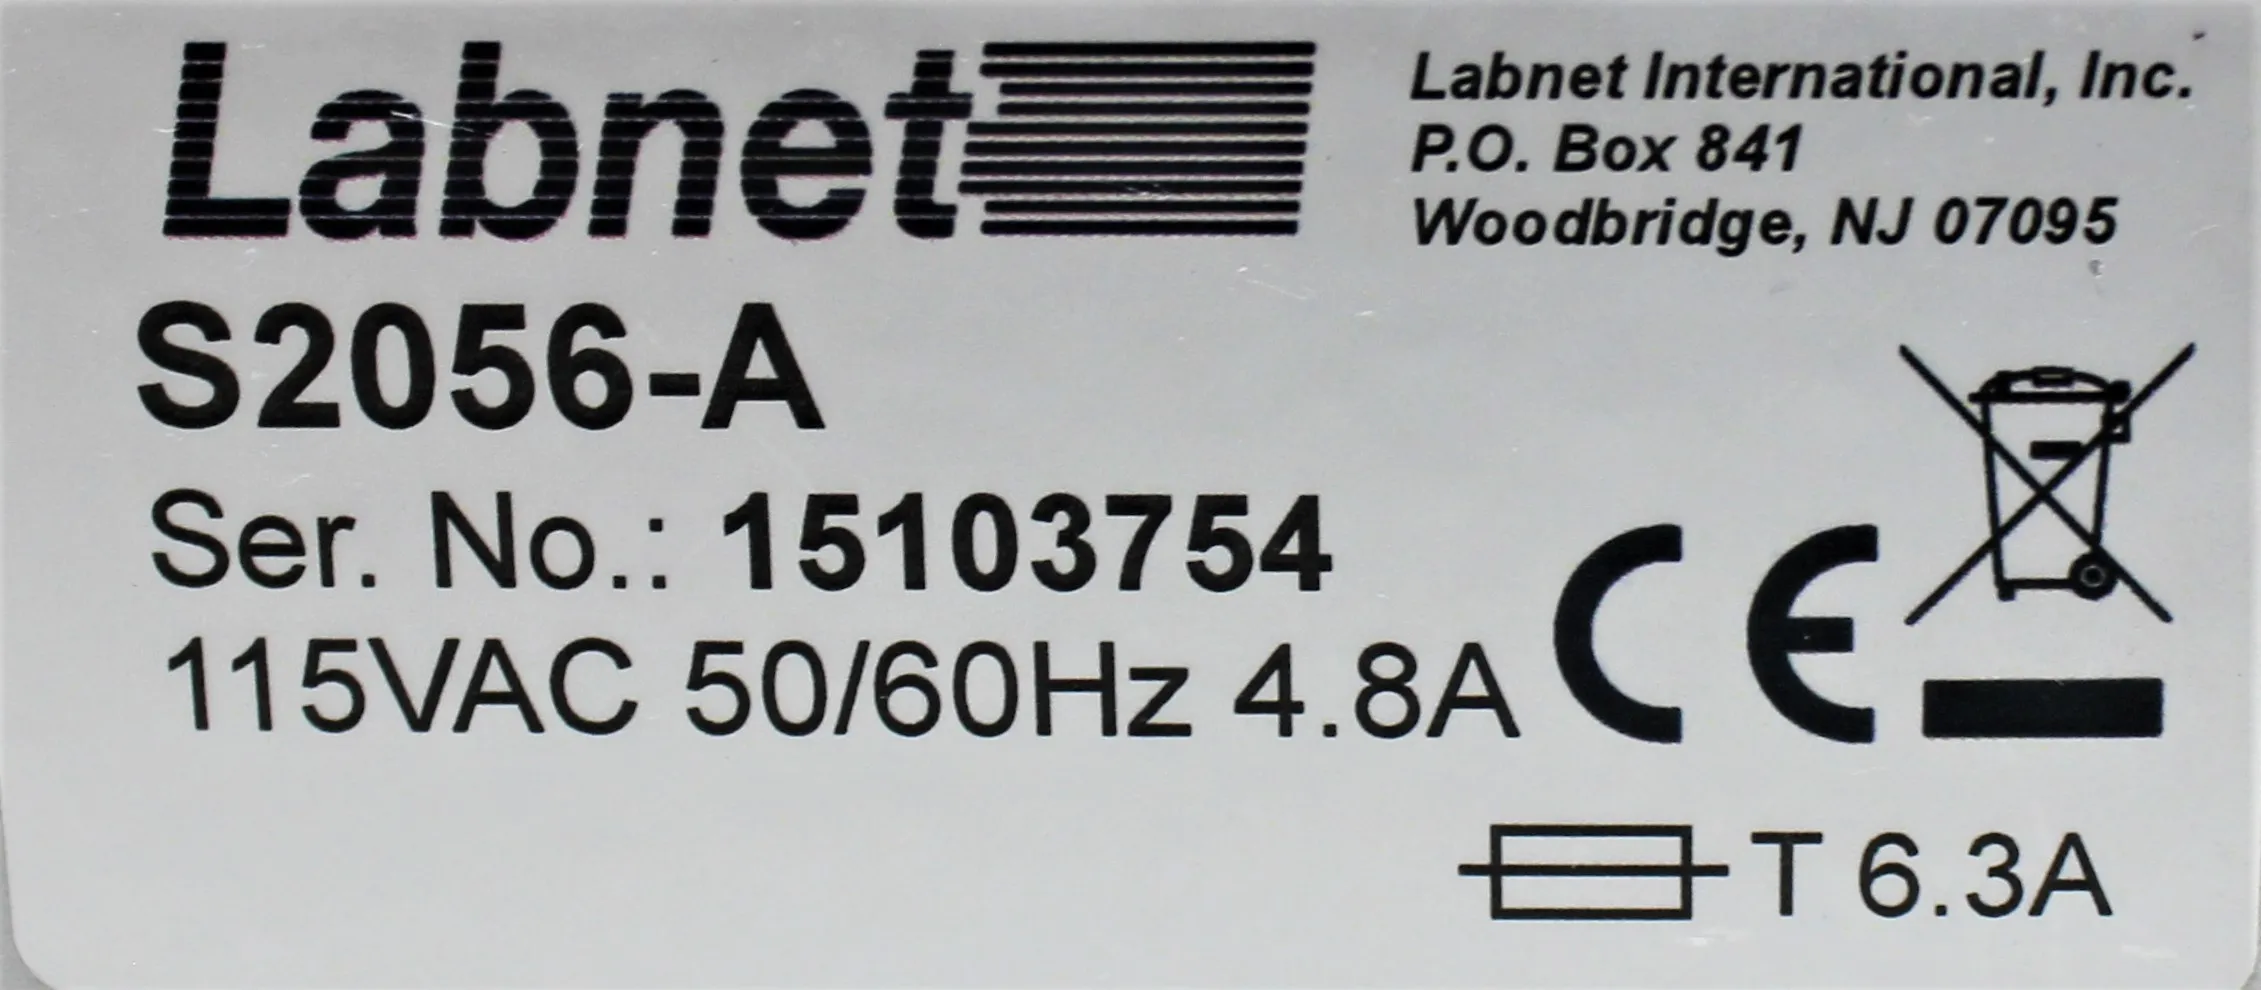 Labnet
Labnet International, Inc.
P.O. Box 841
Woodbridge, NJ 07095
S2056-A
Ser. No.: 15103754
115VAC 50/60Hz 4.8A
CE
T 6.3A